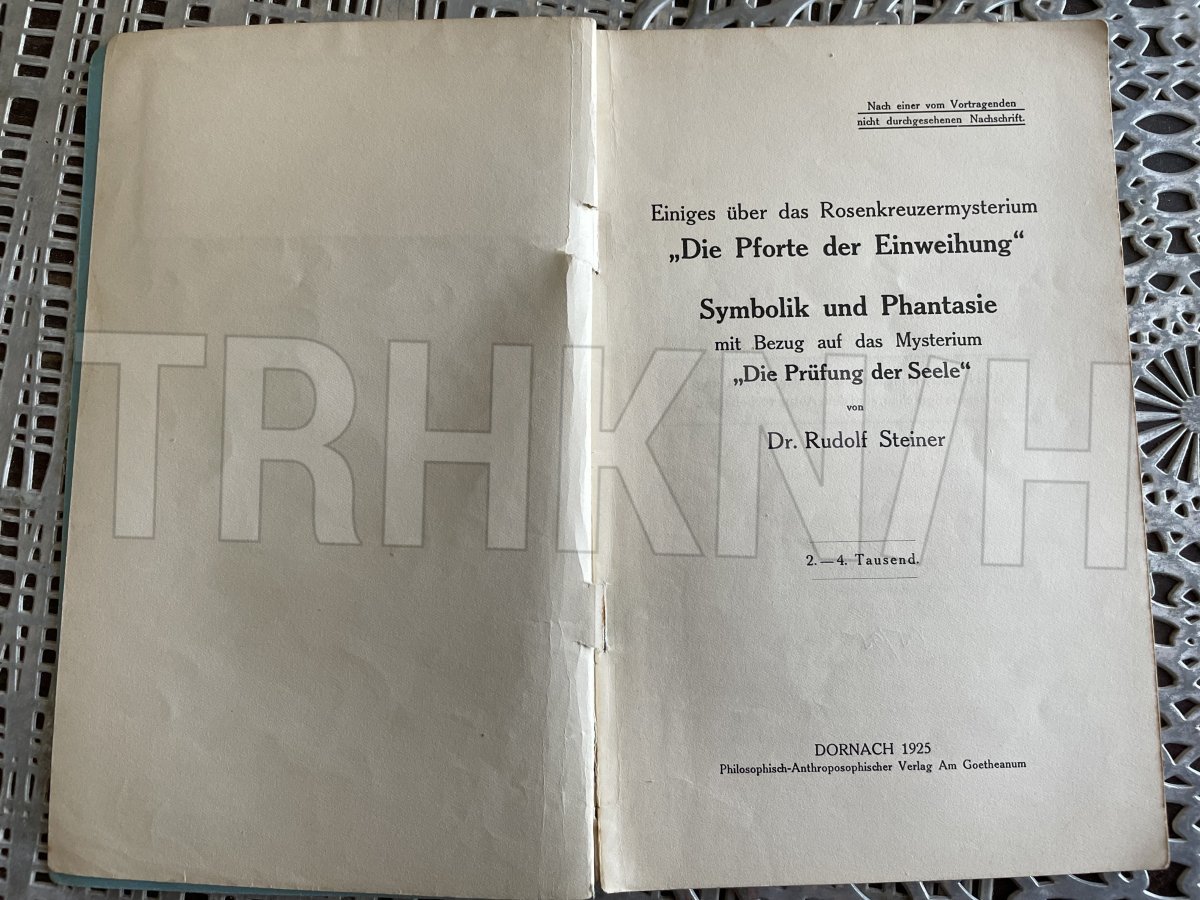 Nach einer vom Vortragenden
nicht durchgesehenen Nachschrift.
Einiges über das Rosenkreuzermysterium
„Die Pforte der Einweihung“
Symbolik und Phantasie
mit Bezug auf das Mysterium
„Die Prüfung der Seele“
von
Dr. Rudolf Steiner
2.—4. Tausend.
DORNACH 1925
Philosophisch-Anthroposophischer Verlag Am Goetheanum
TRHKN/H